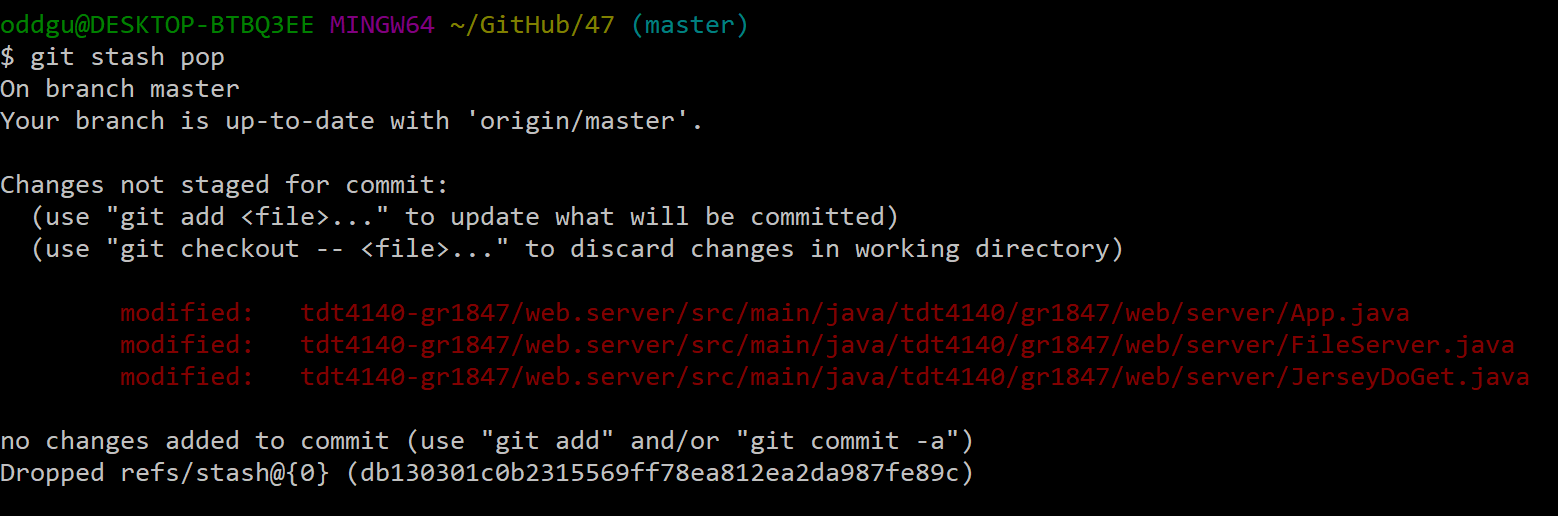 oddgu@DESKTOP-BTBQ3EE MINGW64 ~/GitHub/47 (master)
$ git stash pop
On branch master
Your branch is up-to-date with 'origin/master'.
Changes not staged for commit:
  (use "git add <file>..." to update what will be committed)
  (use "git checkout -- <file>..." to discard changes in working directory)
        modified:   tdt4140-gr1847/web.server/src/main/java/tdt4140/gr1847/web/server/App.java
        modified:   tdt4140-gr1847/web.server/src/main/java/tdt4140/gr1847/web/server/FileServer.java
        modified:   tdt4140-gr1847/web.server/src/main/java/tdt4140/gr1847/web/server/JerseyDoGet.java
no changes added to commit (use "git add" and/or "git commit -a")
Dropped refs/stash@{0} (db130301c0b2315569ff78ea812ea2da987fe89c)